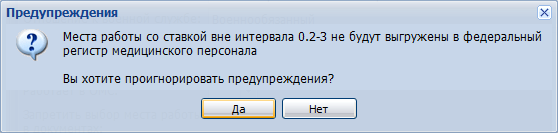 Предупреждения
Места работы со ставкой вне интервала 0.2-3 не будут выгружены в федеральный
регистр медицинского персонала
Вы хотите проигнорировать предупреждения?
Да
Нет